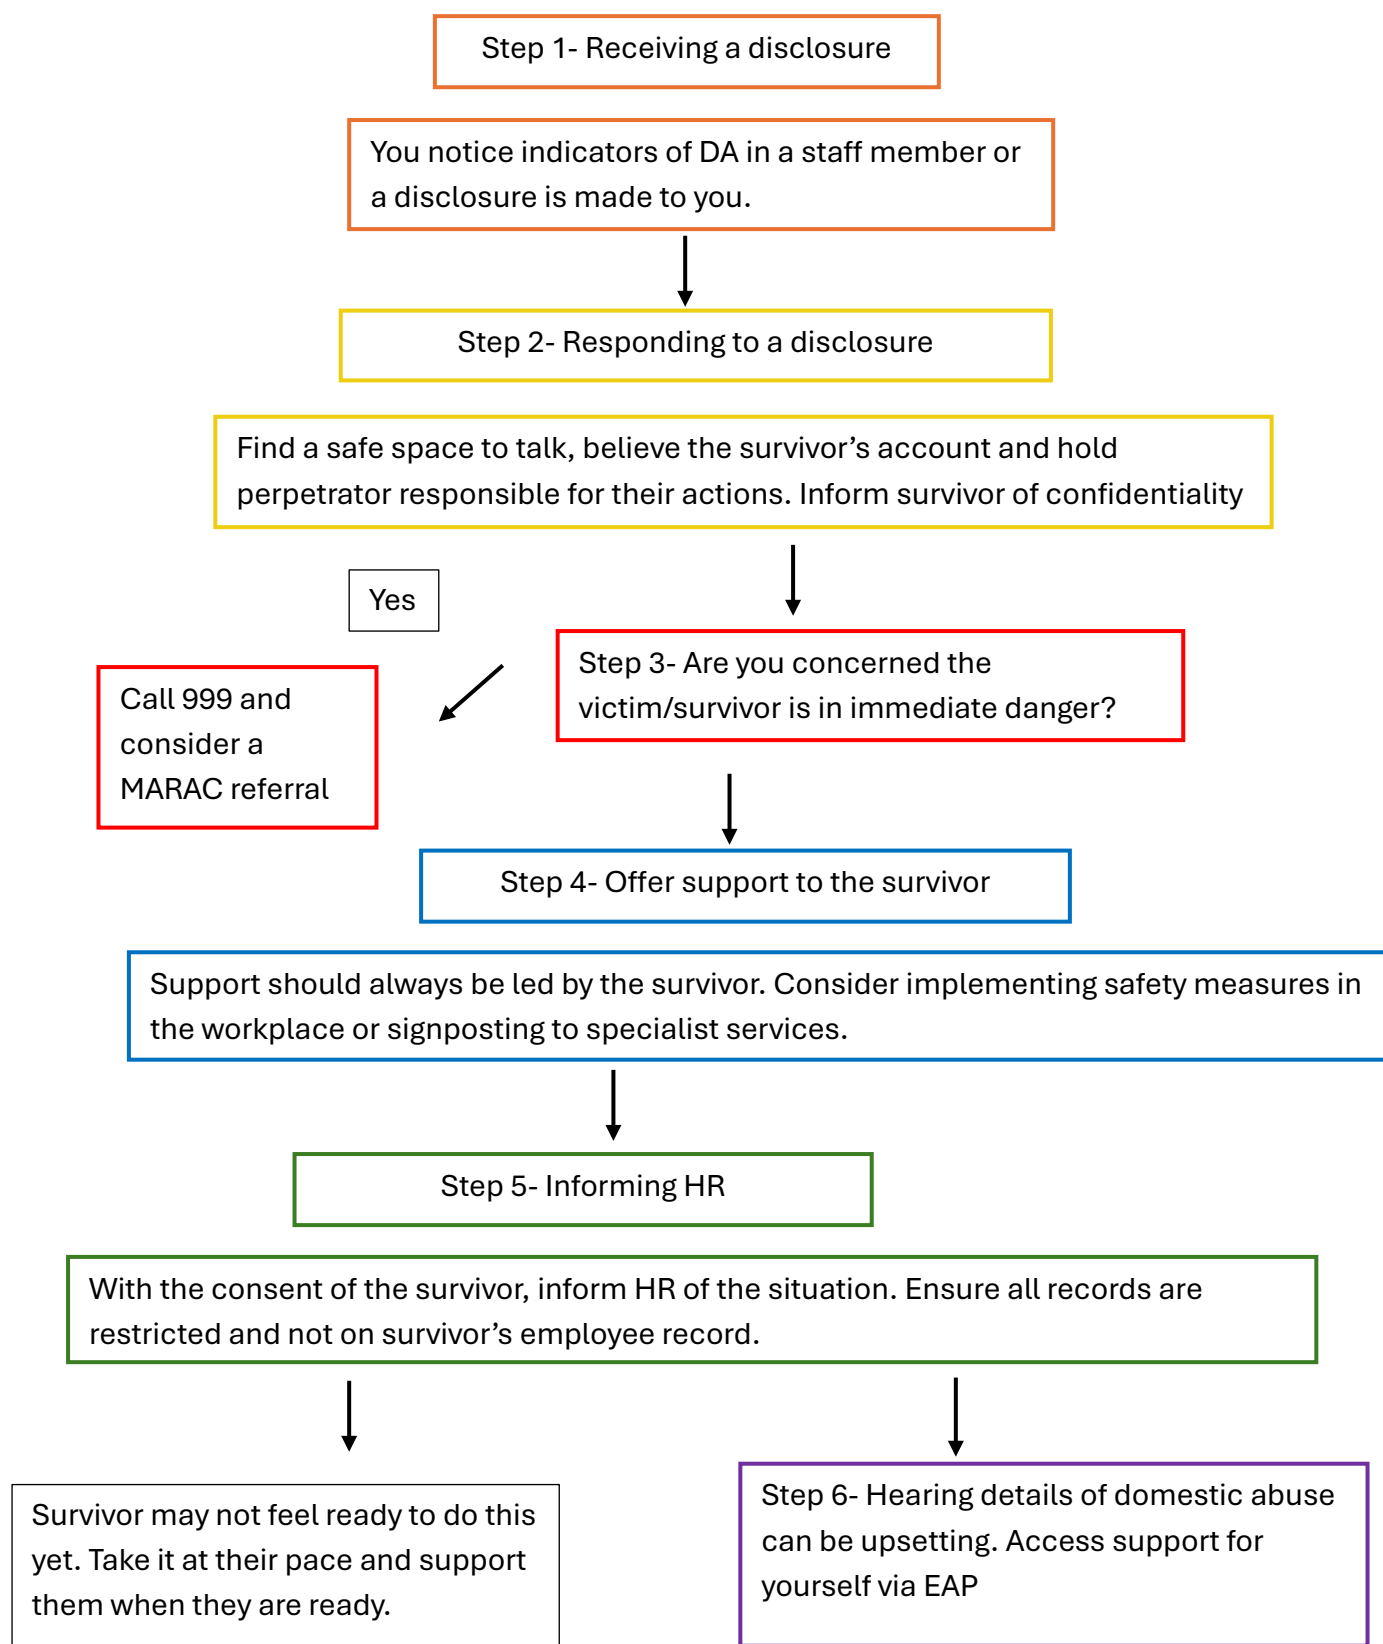 Step 1- Receiving a disclosure
You notice indicators of DA in a staff member or
a disclosure is made to you.
Step 2- Responding to a disclosure
Find a safe space to talk, believe the survivor’s account and hold
perpetrator responsible for their actions. Inform survivor of confidentiality
Yes
Step 3- Are you concerned the
victim/survivor is in immediate danger?
Call 999 and
consider a
MARAC referral
Step 4- Offer support to the survivor
Support should always be led by the survivor. Consider implementing safety measures in
the workplace or signposting to specialist services.
Step 5- Informing HR
With the consent of the survivor, inform HR of the situation. Ensure all records are
restricted and not on survivor’s employee record.
Survivor may not feel ready to do this
yet. Take it at their pace and support
them when they are ready.
Step 6- Hearing details of domestic abuse
can be upsetting. Access support for
yourself via EAP